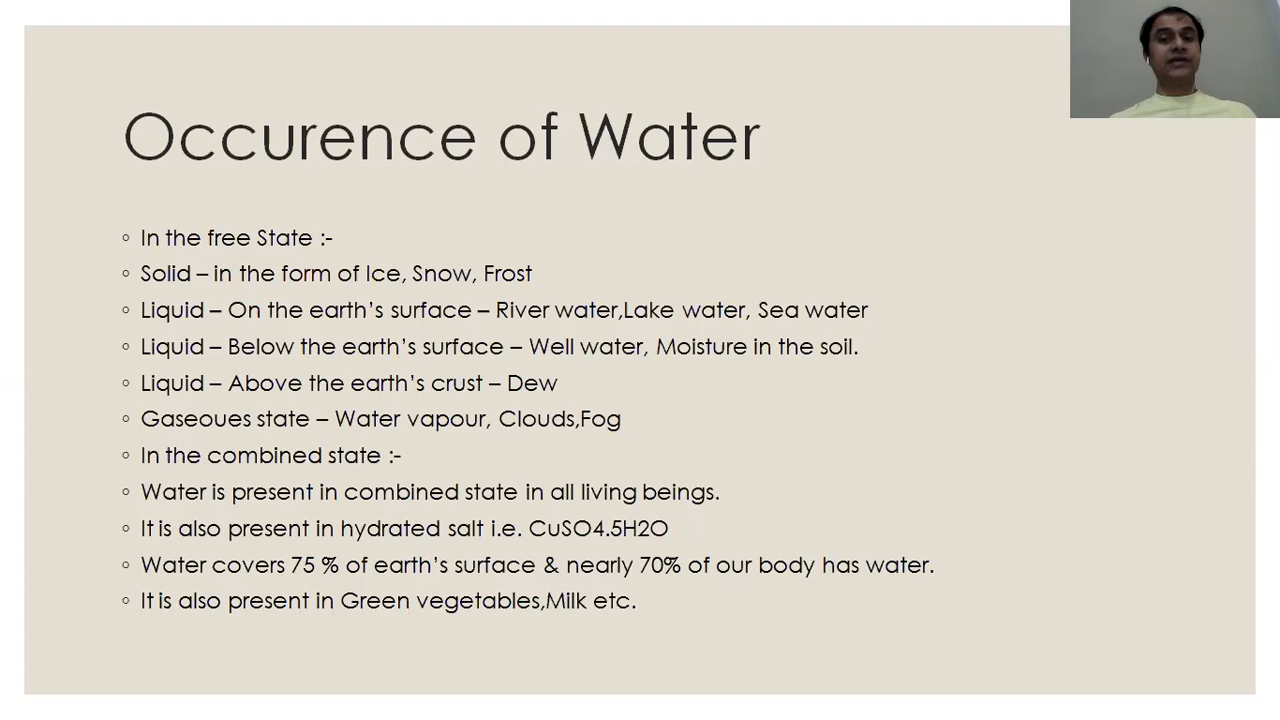 Occurence of Water
◦ In the free State :-
◦ Solid – in the form of Ice, Snow, Frost
◦ Liquid – On the earth’s surface – River water,Lake water, Sea water
◦ Liquid – Below the earth’s surface – Well water, Moisture in the soil.
◦ Liquid – Above the earth’s crust – Dew
◦ Gaseoues state – Water vapour, Clouds,Fog
◦ In the combined state :-
◦ Water is present in combined state in all living beings.
◦ It is also present in hydrated salt i.e. CuSO4.5H2O
◦ Water covers 75 % of earth’s surface & nearly 70% of our body has water.
◦ It is also present in Green vegetables,Milk etc.